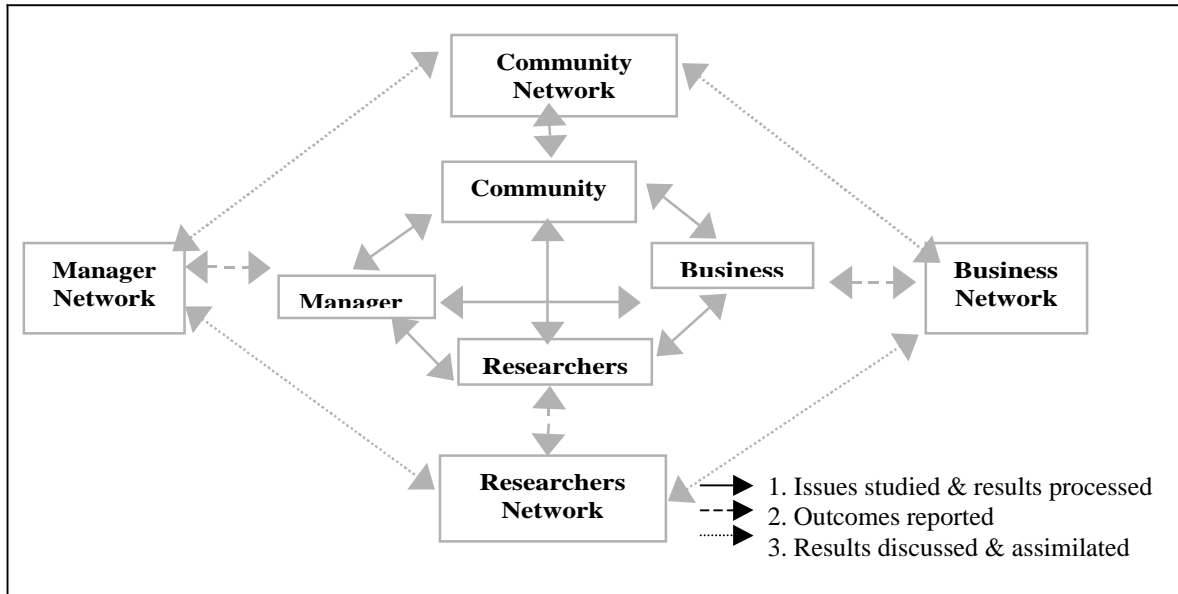 Community
Network
Community
Manager
Network
Manager
Business
Business
Network
Researchers
Researchers
Network
1. Issues studied & results processed
2. Outcomes reported
3. Results discussed & assimilated